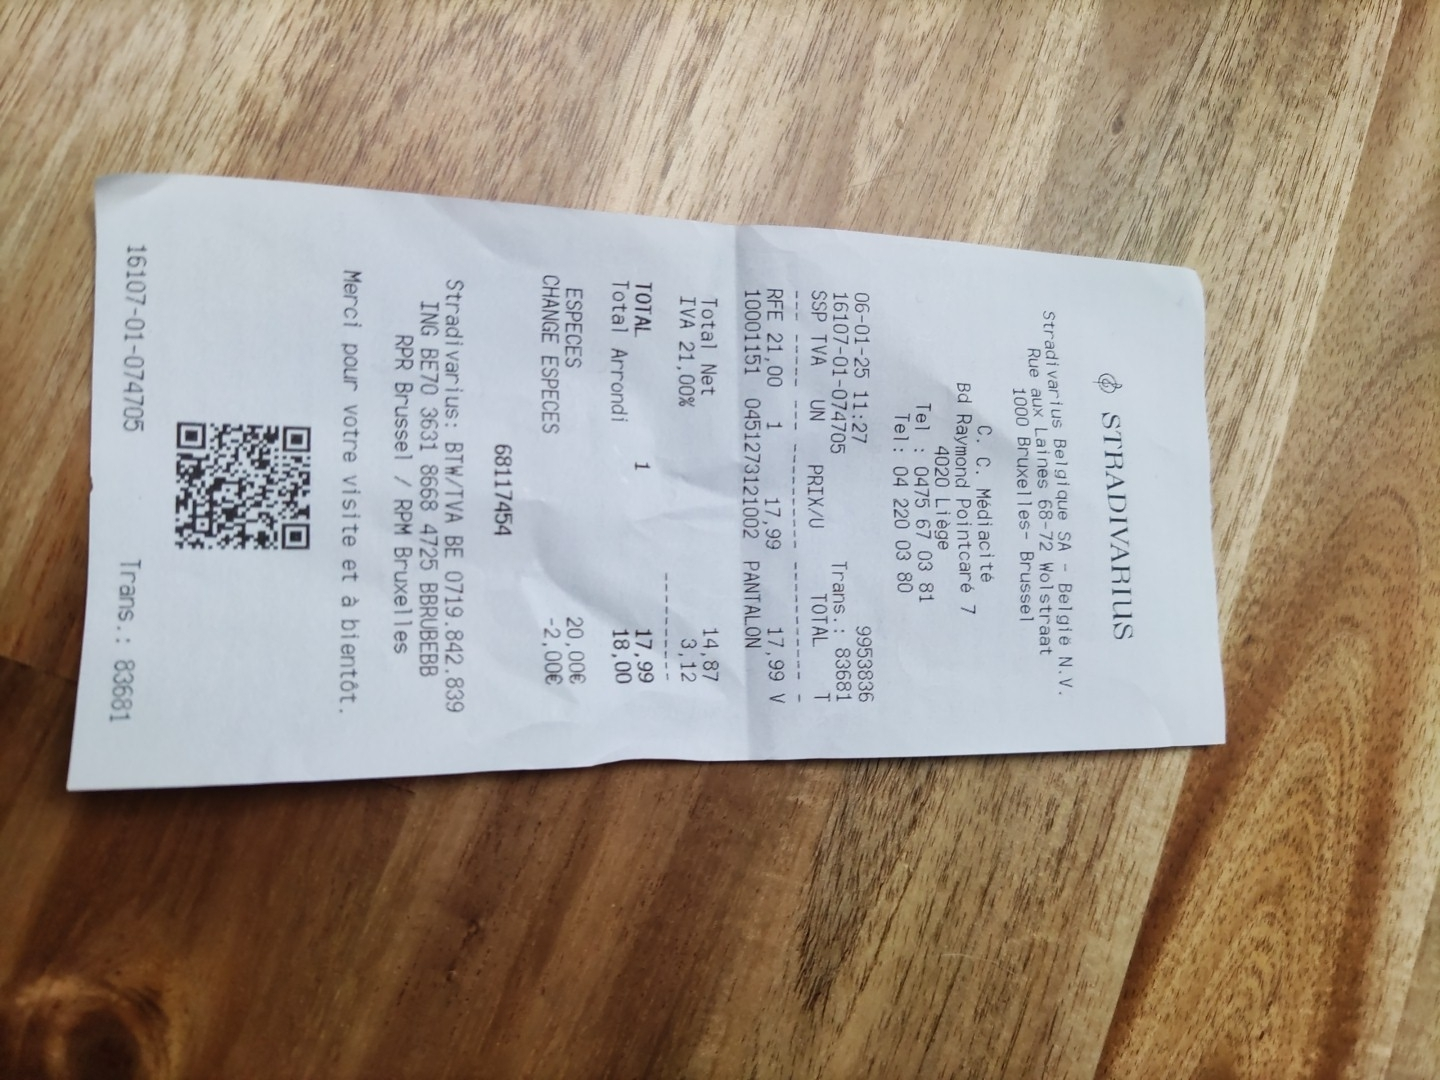 STRADIVARIUS
Stradivarius Belgique SA - België N.V.
Rue aux Laines 68-72 Wolstraat
1000 Bruxelles- Brussel
C. C. Médiacité
Bd Raymond Pointcaré 7
4020 Liège
Tel : 0475 67 03 81
Tel: 04 220 03 80
06-01-25 11:27 9953836
16107-01-074705 Trans.: 83681
SSP TVA UN PRIX/U TOTAL T
--- ----- --- --------- --------- -
RFE 21,00 1 17,99 17,99 V
10001151 0451273121002 PANTALON
Total Net 14,87
IVA 21,00% 3,12
----------
TOTAL 1 17,99
Total Arrondi 18,00
ESPECES 20,00€
CHANGE ESPECES -2,00€
68117454
Stradivarius: BTW/TVA BE 0719.842.839
ING BE70 3631 8668 4725 BBRUBEBB
RPR Brussel / RPM Bruxelles
Merci pour votre visite et à bientôt.
16107-01-074705 Trans.: 83681